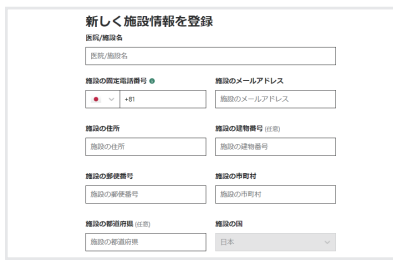 新しく施設情報を登録
医院/施設名
医院/施設名
施設の固定電話番号
施設のメールアドレス
+81
施設のメールアドレス
施設の住所
施設の建物番号 (任意)
施設の住所
施設の建物番号
施設の郵便番号
施設の市町村
施設の郵便番号
施設の市町村
施設の都道府県 (任意)
施設の国
施設の都道府県
日本